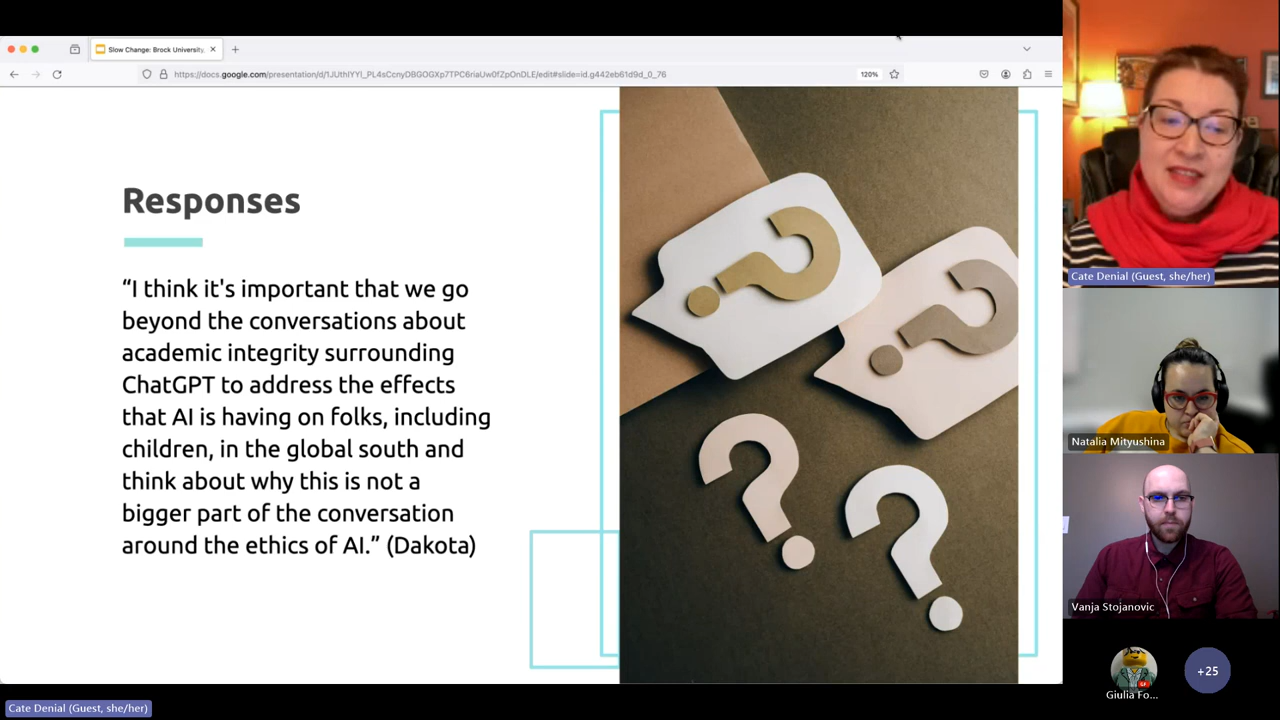 Slow Change: Brock University,
https://docs.google.com/presentation/d/1JUthIYYI_PL4sCcnyDBGOGXp7TPC6riaUw0fZpOnDLE/edit#slide=id.g442eb61d9d_0_76
120%
Responses
“I think it's important that we go
beyond the conversations about
academic integrity surrounding
ChatGPT to address the effects
that AI is having on folks, including
children, in the global south and
think about why this is not a
bigger part of the conversation
around the ethics of AI.” (Dakota)
? ?
? ?
Cate Denial (Guest, she/her)
Natalia Mityushina
Vanja Stojanovic
GF
Giulia Fo...
+25
Cate Denial (Guest, she/her)